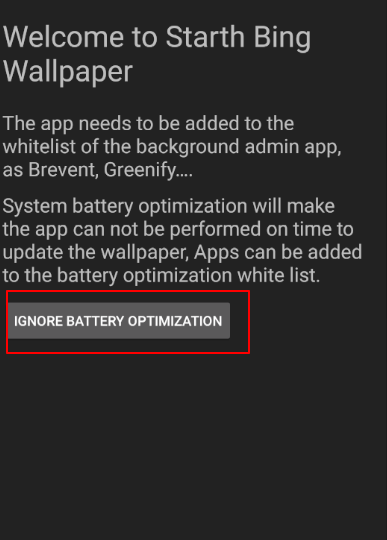 Welcome to Starth Bing
Wallpaper
The app needs to be added to the
whitelist of the background admin app,
as Brevent, Greenify....
System battery optimization will make
the app can not be performed on time to
update the wallpaper, Apps can be added
to the battery optimization white list.
IGNORE BATTERY OPTIMIZATION